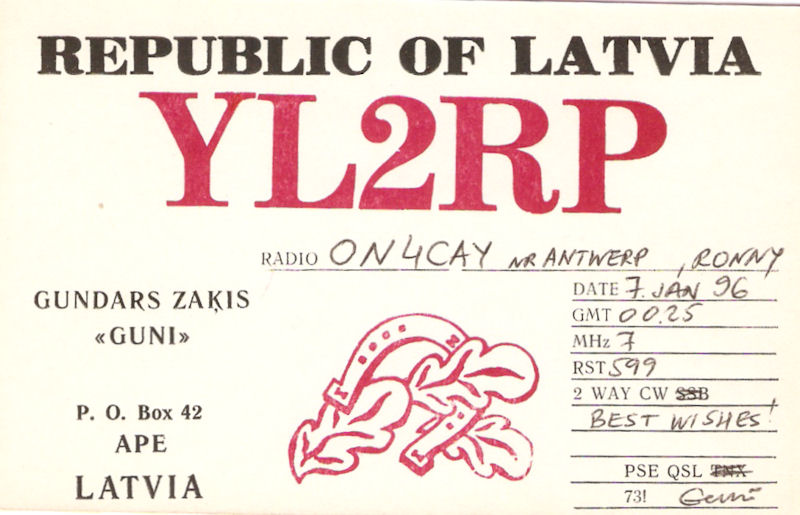 REPUBLIC OF LATVIA
YL2RP
RADIO ON4CAY NR ANTWERP, RONNY
GUNDARS ZAĶIS
«GUNI»
P. O. Box 42
APE
LATVIA
DATE 7. JAN 96
GMT 00.25
MHz 7
RST 599
2 WAY CW SSB
BEST WISHES!
PSE QSL TNX
73! Guni